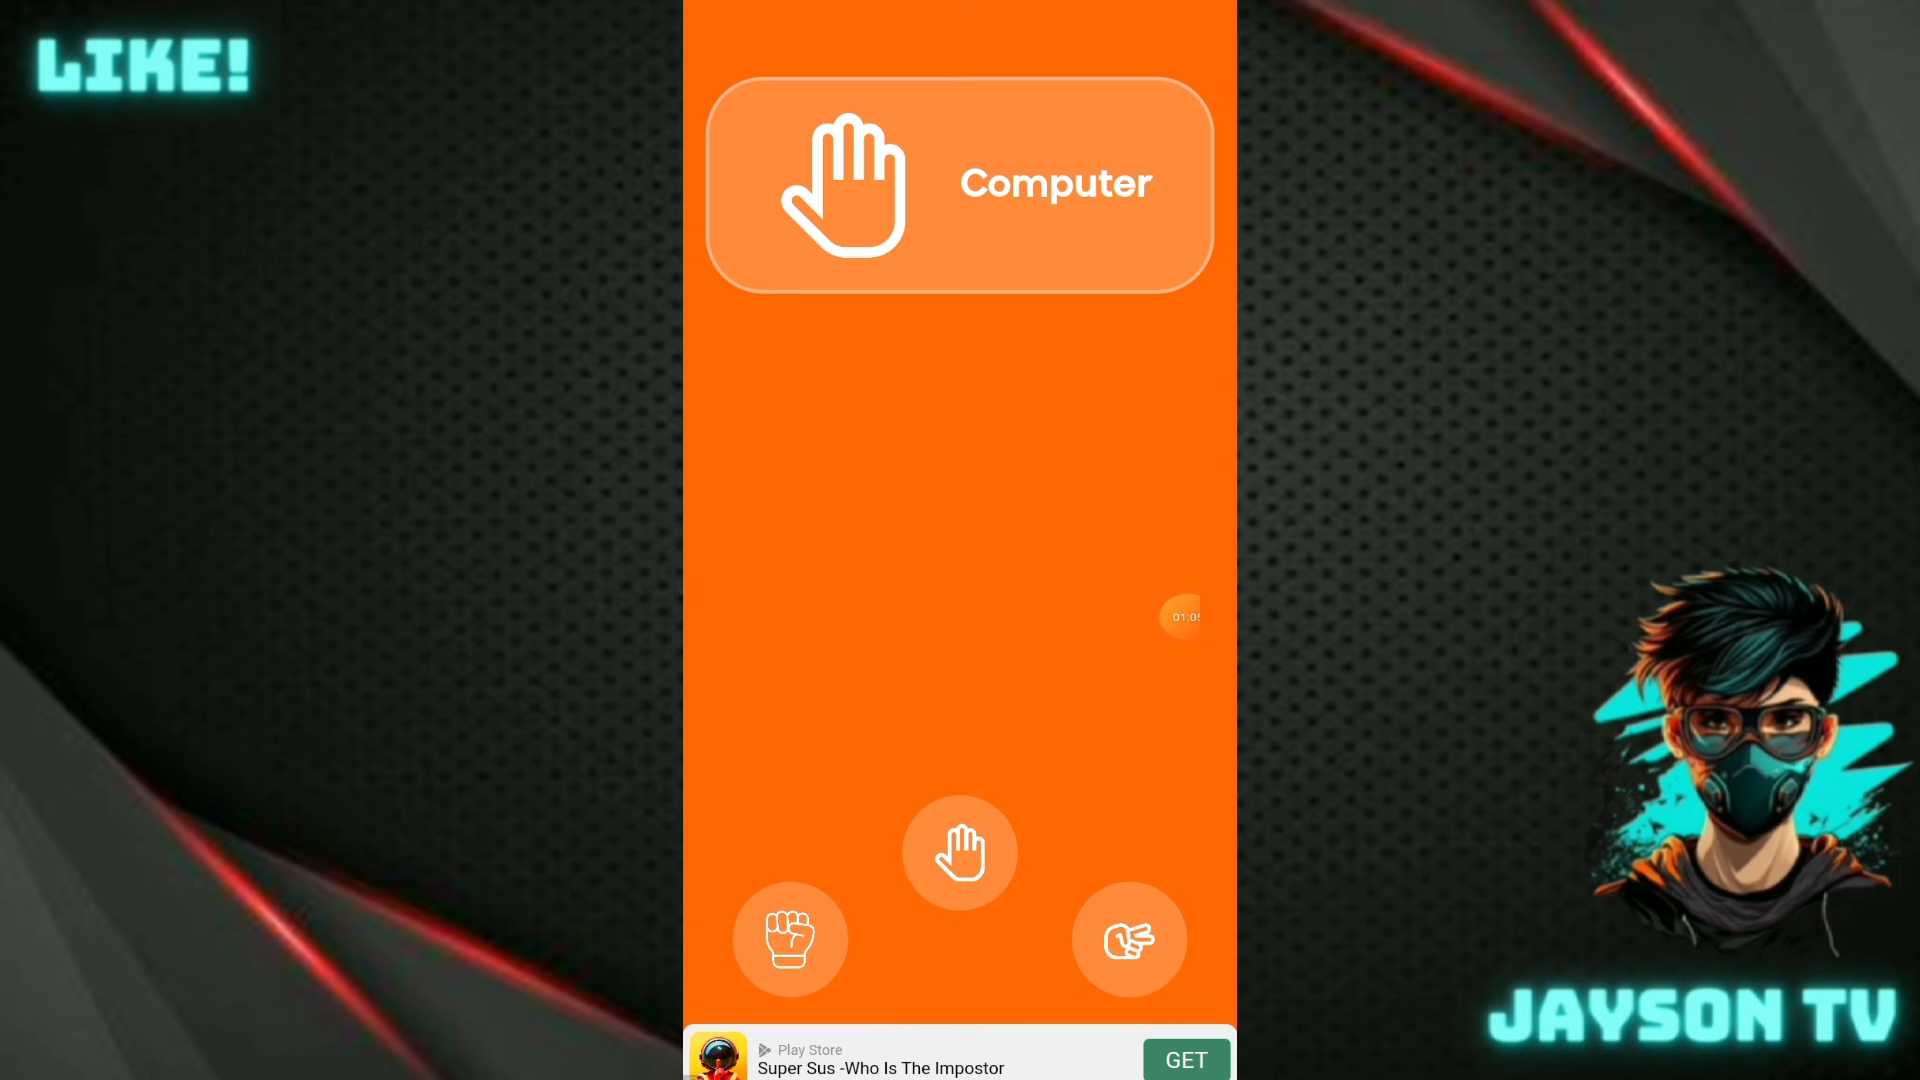 LIKE!
Computer
Play Store
Super Sus -Who Is The Impostor
GET
JAYSON TV